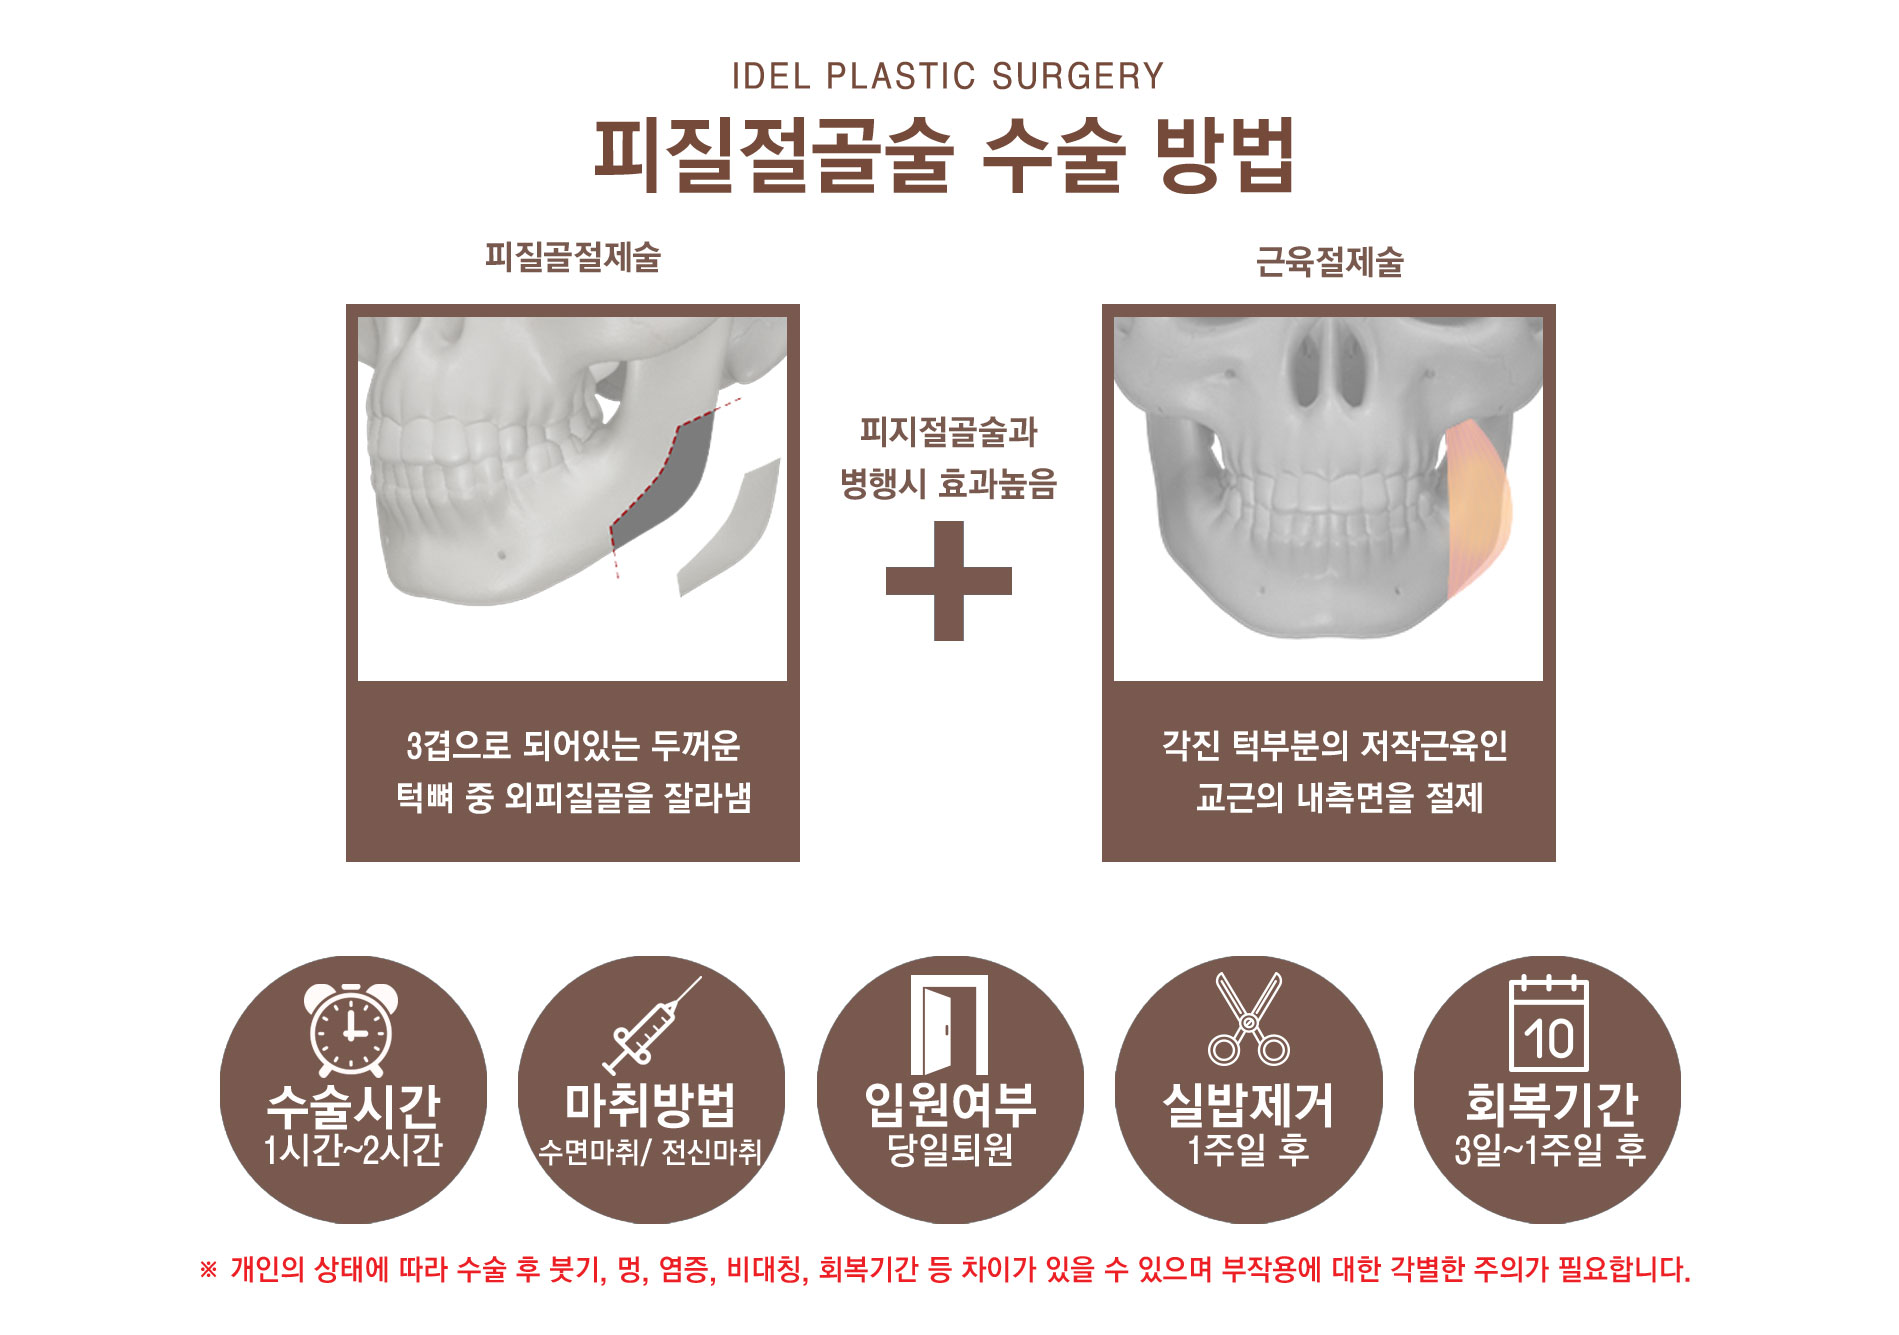 IDEL PLASTIC SURGERY
피질절골술 수술 방법
피질골절제술
근육절제술
피지절골술과
병행시 효과높음
3겹으로 되어있는 두꺼운
턱뼈 중 외피질골을 잘라냄
각진 턱부분의 저작근육인
교근의 내측면을 절제
수술시간
1시간~2시간
마취방법
수면마취/ 전신마취
입원여부
당일퇴원
실밥제거
1주일 후
10
회복기간
3일~1주일 후
※ 개인의 상태에 따라 수술 후 붓기, 멍, 염증, 비대칭, 회복기간 등 차이가 있을 수 있으며 부작용에 대한 각별한 주의가 필요합니다.